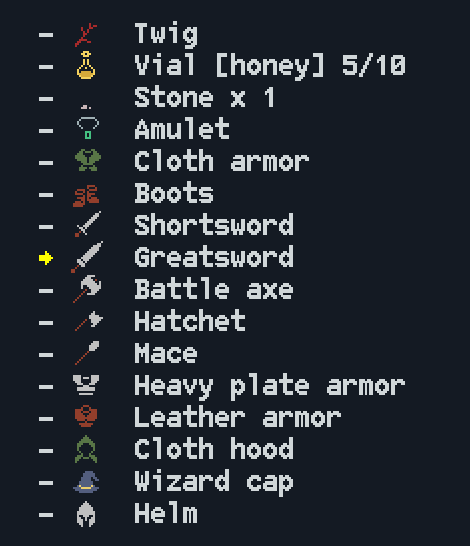 - Twig
- Vial [honey] 5/10
- Stone x 1
- Amulet
- Cloth armor
- Boots
- Shortsword
Greatsword
- Battle axe
- Hatchet
- Mace
- Heavy plate armor
- Leather armor
- Cloth hood
- Wizard cap
- Helm